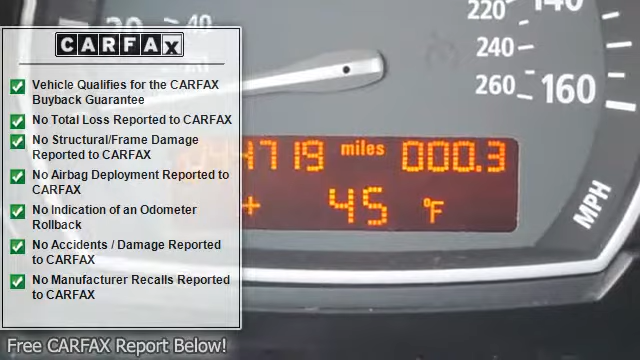 CARFAX
Vehicle Qualifies for the CARFAX
Buyback Guarantee
No Total Loss Reported to CARFAX
No Structural/Frame Damage
Reported to CARFAX
No Airbag Deployment Reported to
CARFAX
No Indication of an Odometer
Rollback
No Accidents / Damage Reported
to CARFAX
No Manufacturer Recalls Reported
to CARFAX
Free CARFAX Report Below!
40
220
140
240
260
160
MPH
miles 000.3
+ 45 °F